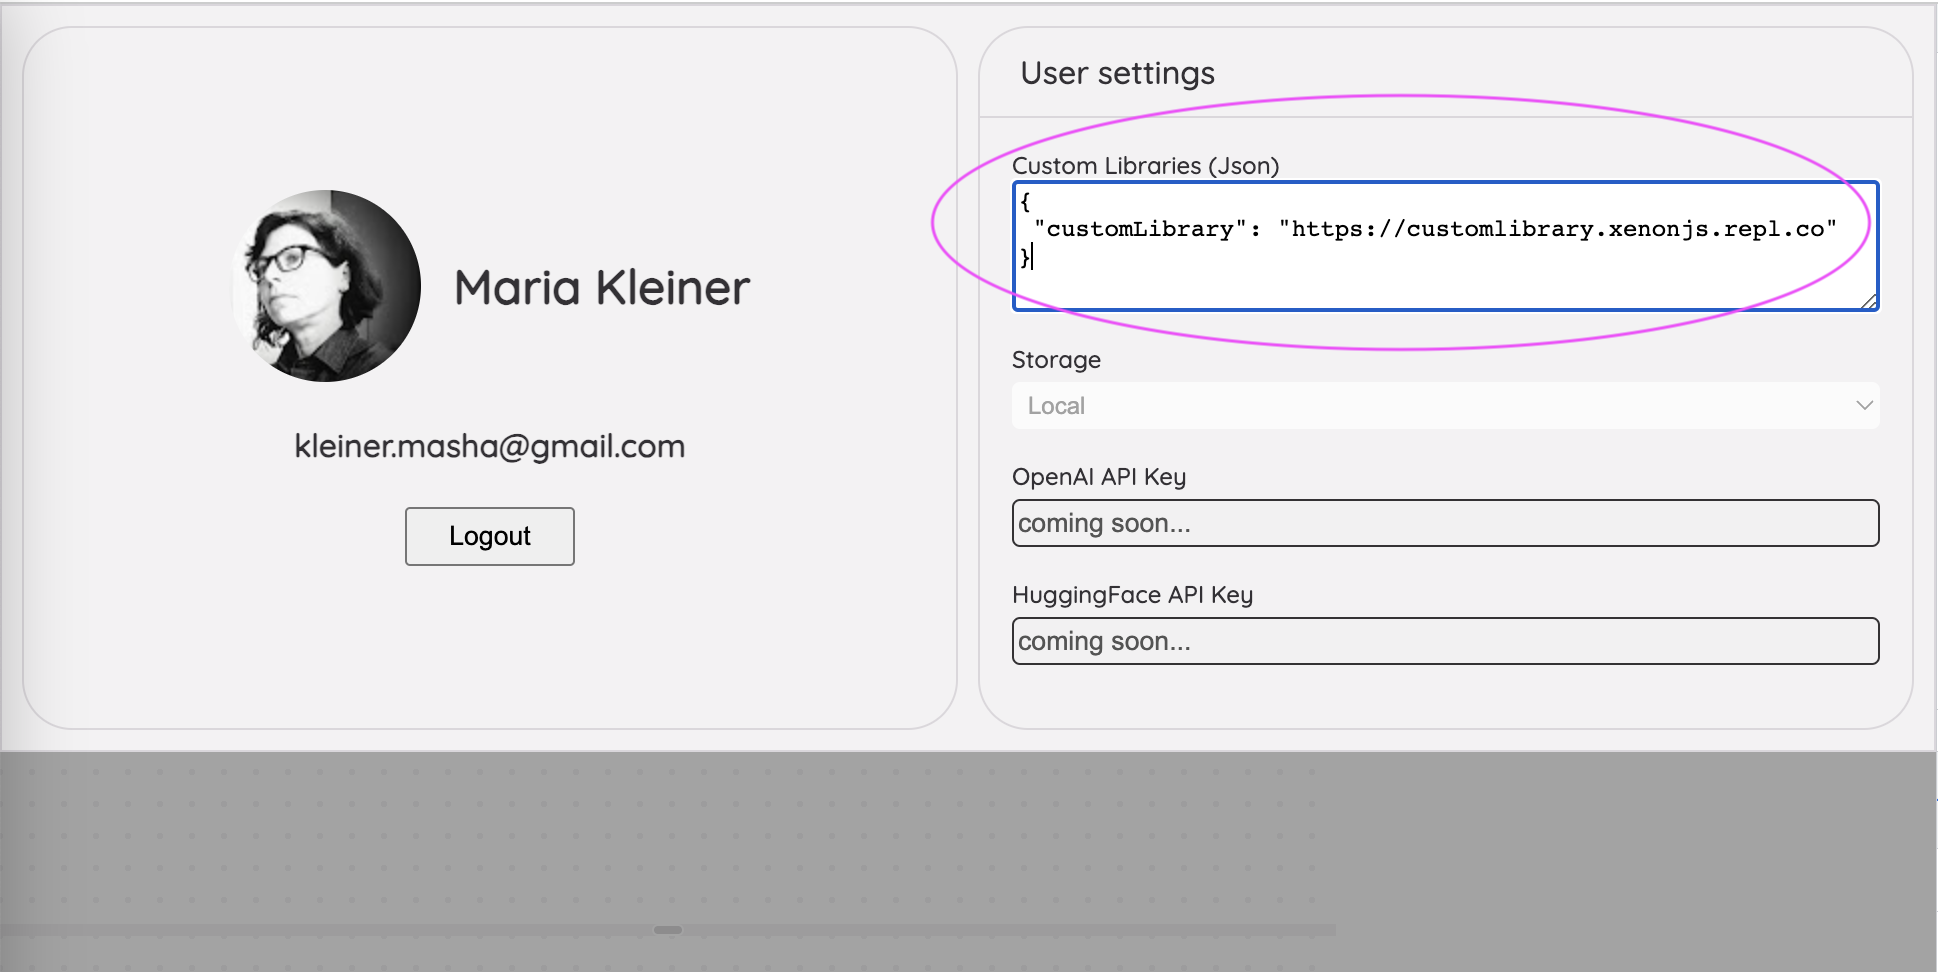 Maria Kleiner
kleiner.masha@gmail.com
Logout
User settings
Custom Libraries (Json)
{
"customLibrary": "https://customlibrary.xenonjs.repl.co"
}
Storage
Local
OpenAI API Key
coming soon...
HuggingFace API Key
coming soon...